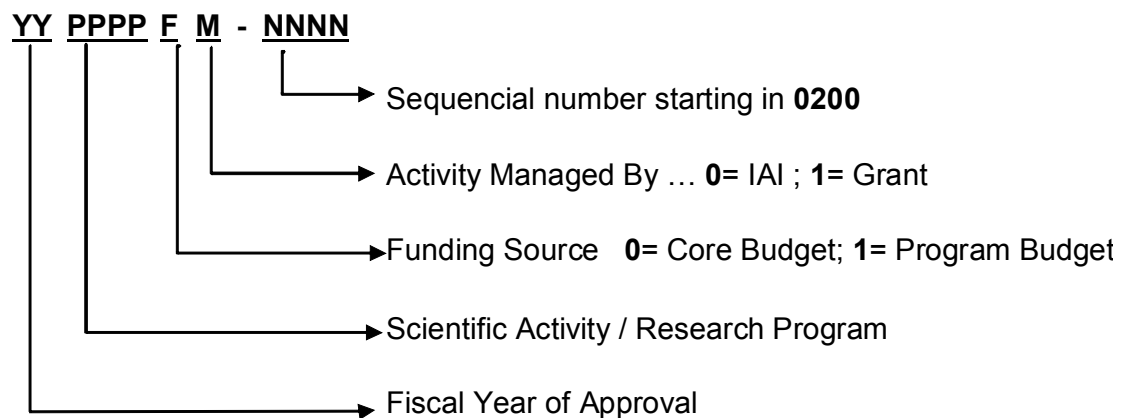 YY PPPP F M - NNNN
Sequencial number starting in 0200
Activity Managed By … 0= IAI ; 1= Grant
Funding Source 0= Core Budget; 1= Program Budget
Scientific Activity / Research Program
Fiscal Year of Approval